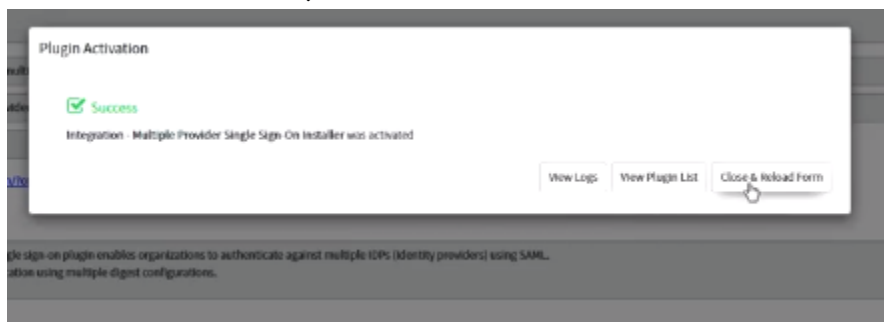 Plugin Activation
Success
Integration - Multiple Provider Single Sign-On Installer was activated
View Logs View Plugin List Close & Reload Form
gle sign-on plugin enables organizations to authenticate against multiple IDPs (identity providers) using SAML.
ation using multiple digest configurations.